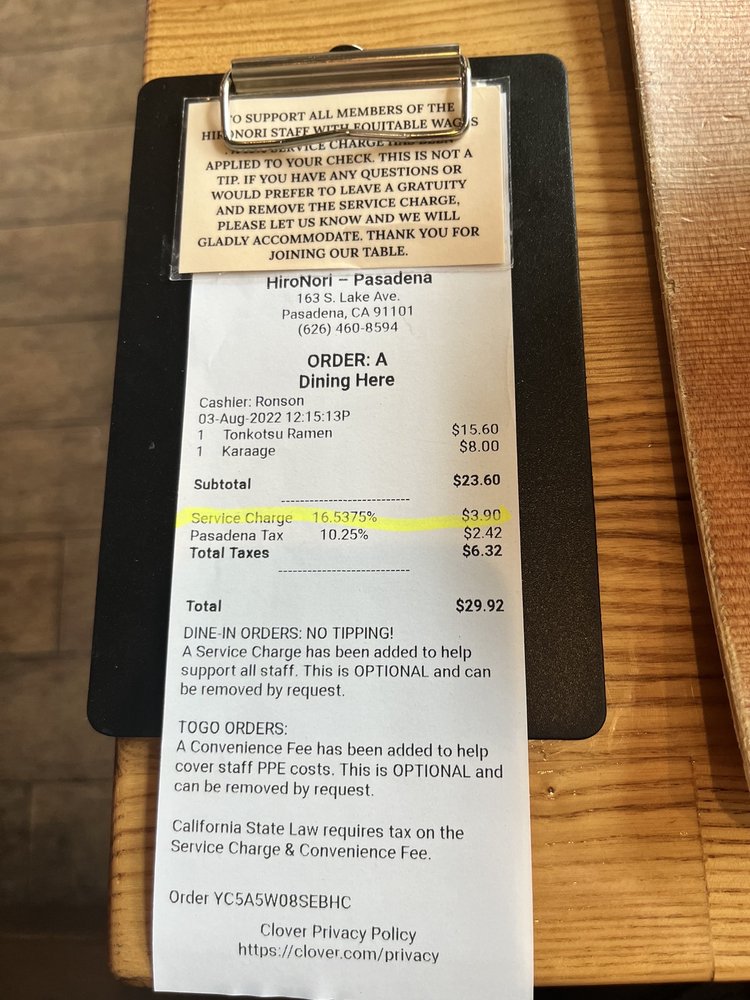 TO SUPPORT ALL MEMBERS OF THE
HIRONORI STAFF WITH EQUITABLE WAGES
SERVICE CHARGE HAS BEEN
APPLIED TO YOUR CHECK. THIS IS NOT A
TIP. IF YOU HAVE ANY QUESTIONS OR
WOULD PREFER TO LEAVE A GRATUITY
AND REMOVE THE SERVICE CHARGE,
PLEASE LET US KNOW AND WE WILL
GLADLY ACCOMMODATE. THANK YOU FOR
JOINING OUR TABLE.
HiroNori – Pasadena
163 S. Lake Ave.
Pasadena, CA 91101
(626) 460-8594
ORDER: A
Dining Here
Cashier: Ronson
03-Aug-2022 12:15:13P
1 Tonkotsu Ramen $15.60
1 Karaage $8.00
Subtotal $23.60
Service Charge 16.5375% $3.90
Pasadena Tax 10.25% $2.42
Total Taxes $6.32
Total $29.92
DINE-IN ORDERS: NO TIPPING!
A Service Charge has been added to help
support all staff. This is OPTIONAL and can
be removed by request.
TOGO ORDERS:
A Convenience Fee has been added to help
cover staff PPE costs. This is OPTIONAL and
can be removed by request.
California State Law requires tax on the
Service Charge & Convenience Fee.
Order YC5A5W08SEBHC
Clover Privacy Policy
https://clover.com/privacy